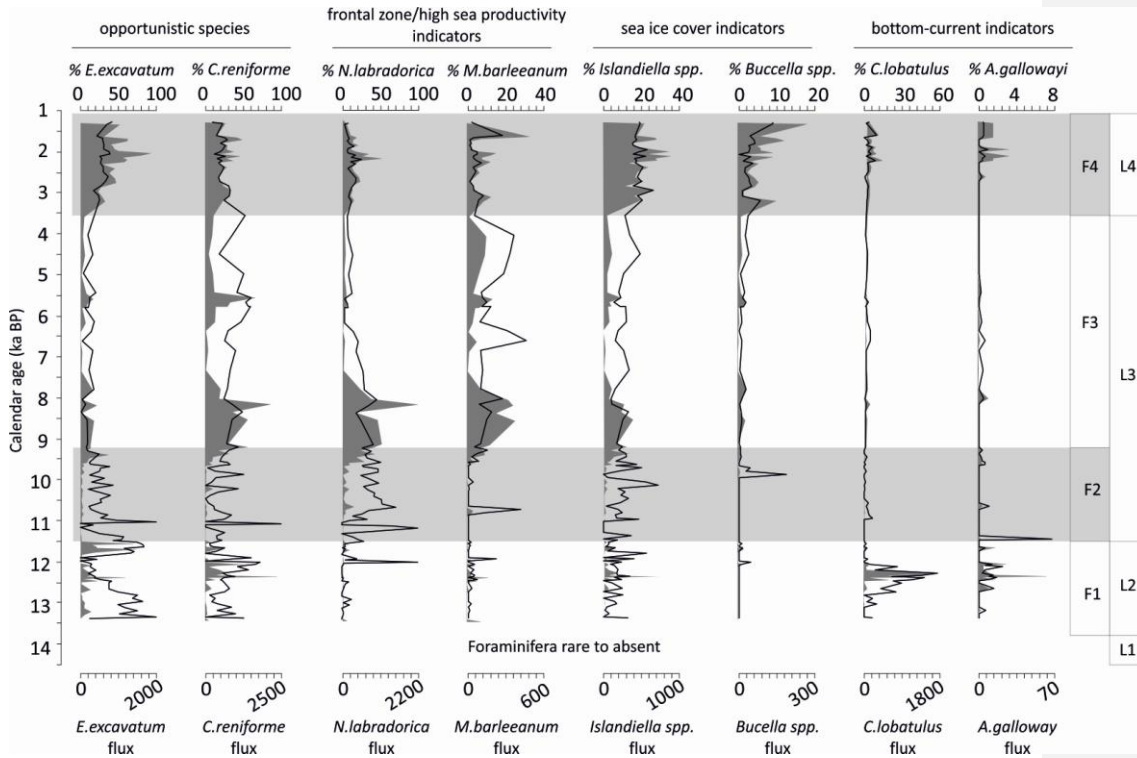 opportunistic species
frontal zone/high sea productivity
indicators
sea ice cover indicators
bottom-current indicators
% E.excavatum % C.reniforme % N.labradorica % M.barleeanum % Islandiella spp. % Buccella spp. % C.lobatulus % A.gallowayi
0 50 100 0 50 100 0 50 100 0 20 40 0 20 40 0 10 20 0 30 60 0 4 8
Calendar age (ka BP)
1
2
3
4
5
6
7
8
9
10
11
12
13
14
F4
F3
F2
F1
L4
L3
L2
L1
Foraminifera rare to absent
0 2000 0 2500 0 2200 0 600 0 1000 0 300 0 1800 0 70
E.excavatum C.reniforme N.labradorica M.barleeanum Islandiella spp. Bucella spp. C.lobatulus A.galloway
flux flux flux flux flux flux flux flux